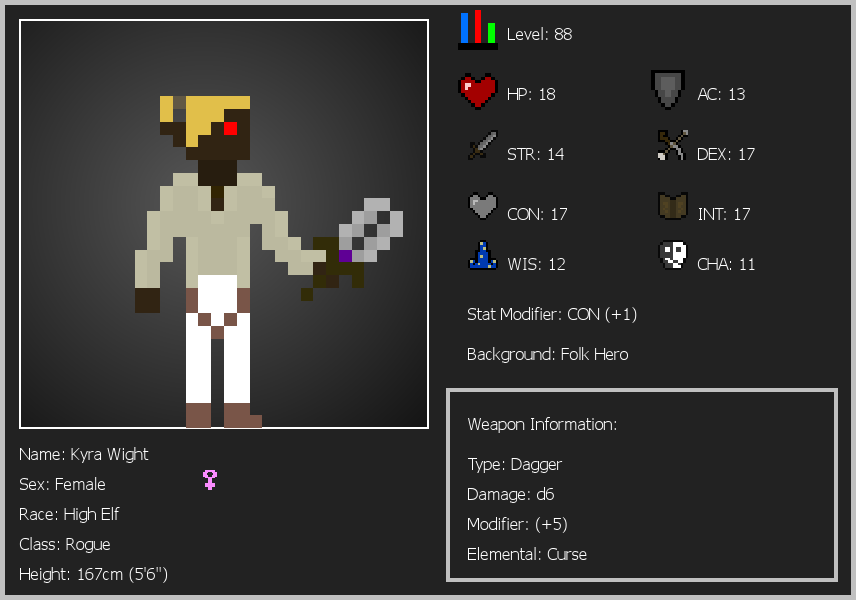 Level: 88
HP: 18
AC: 13
STR: 14
DEX: 17
CON: 17
INT: 17
WIS: 12
CHA: 11
Stat Modifier: CON (+1)
Background: Folk Hero
Weapon Information:
Type: Dagger
Damage: d6
Modifier: (+5)
Elemental: Curse
Name: Kyra Wight
Sex: Female
Race: High Elf
Class: Rogue
Height: 167cm (5'6")